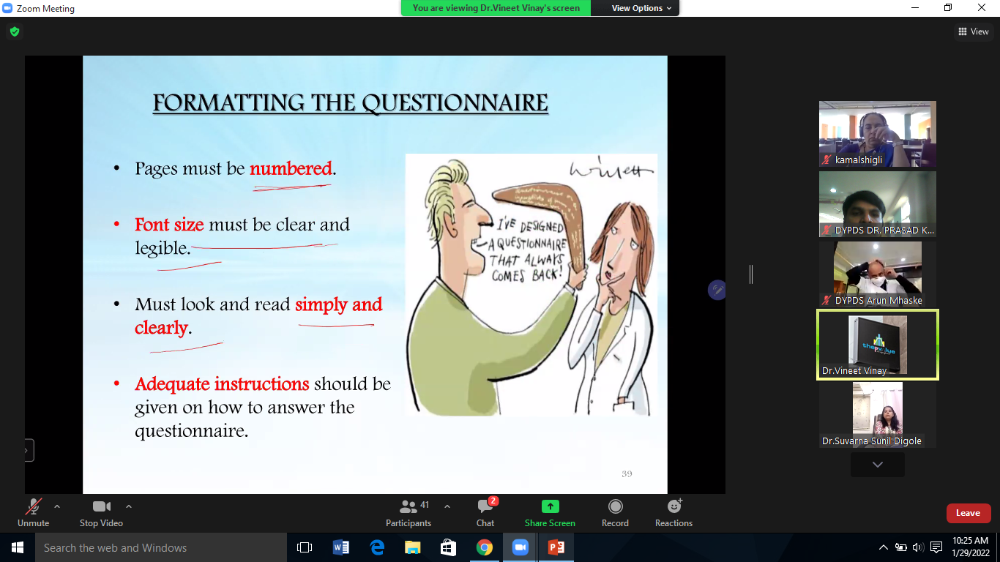 Zoom Meeting
You are viewing Dr.Vineet Vinay's screen
View Options
View
FORMATTING THE QUESTIONNAIRE
• Pages must be numbered.
• Font size must be clear and
legible.
• Must look and read simply and
clearly.
• Adequate instructions should be
given on how to answer the
questionnaire.
winsett
I'VE DESIGNED
A QUESTIONNAIRE
THAT ALWAYS
COMES BACK!
39
kamalshigli
DYPDS DR. PRASAD K...
DYPDS Arun Mhaske
Dr.Vineet Vinay
Dr.Suvarna Sunil Digole
Unmute
Stop Video
Participants
41
Chat
2
Share Screen
Record
Reactions
Leave
Search the web and Windows
10:25 AM
1/29/2022